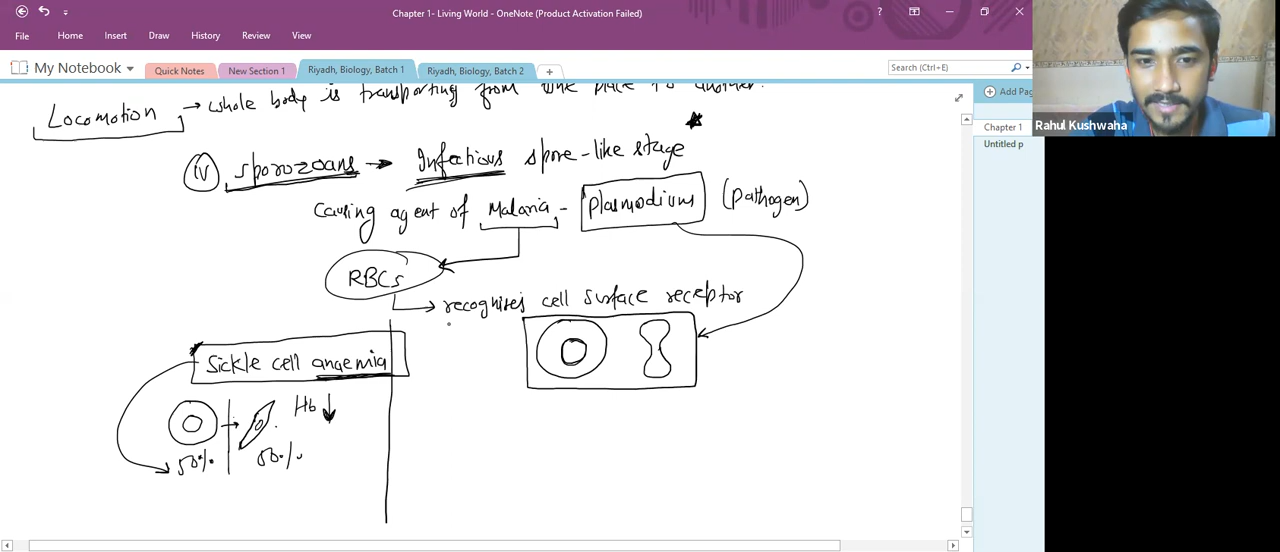 Chapter 1- Living World - OneNote (Product Activation Failed)
?
File Home Insert Draw History Review View
My Notebook
Quick Notes New Section 1 Riyadh, Biology, Batch 1 Riyadh, Biology, Batch 2 +
Search (Ctrl+E)
Add Pag
Chapter 1
Untitled p
Rahul Kushwaha
Locomotion → whole body is transporting from one place to another.
(iv) Sporozoans → Infectious spore-like stage
Causing agent of Malaria - Plasmodium (pathogen)
RBCs
→ recognises cell surface receptor
Sickle cell anaemia
Hb ↓
50% 50%